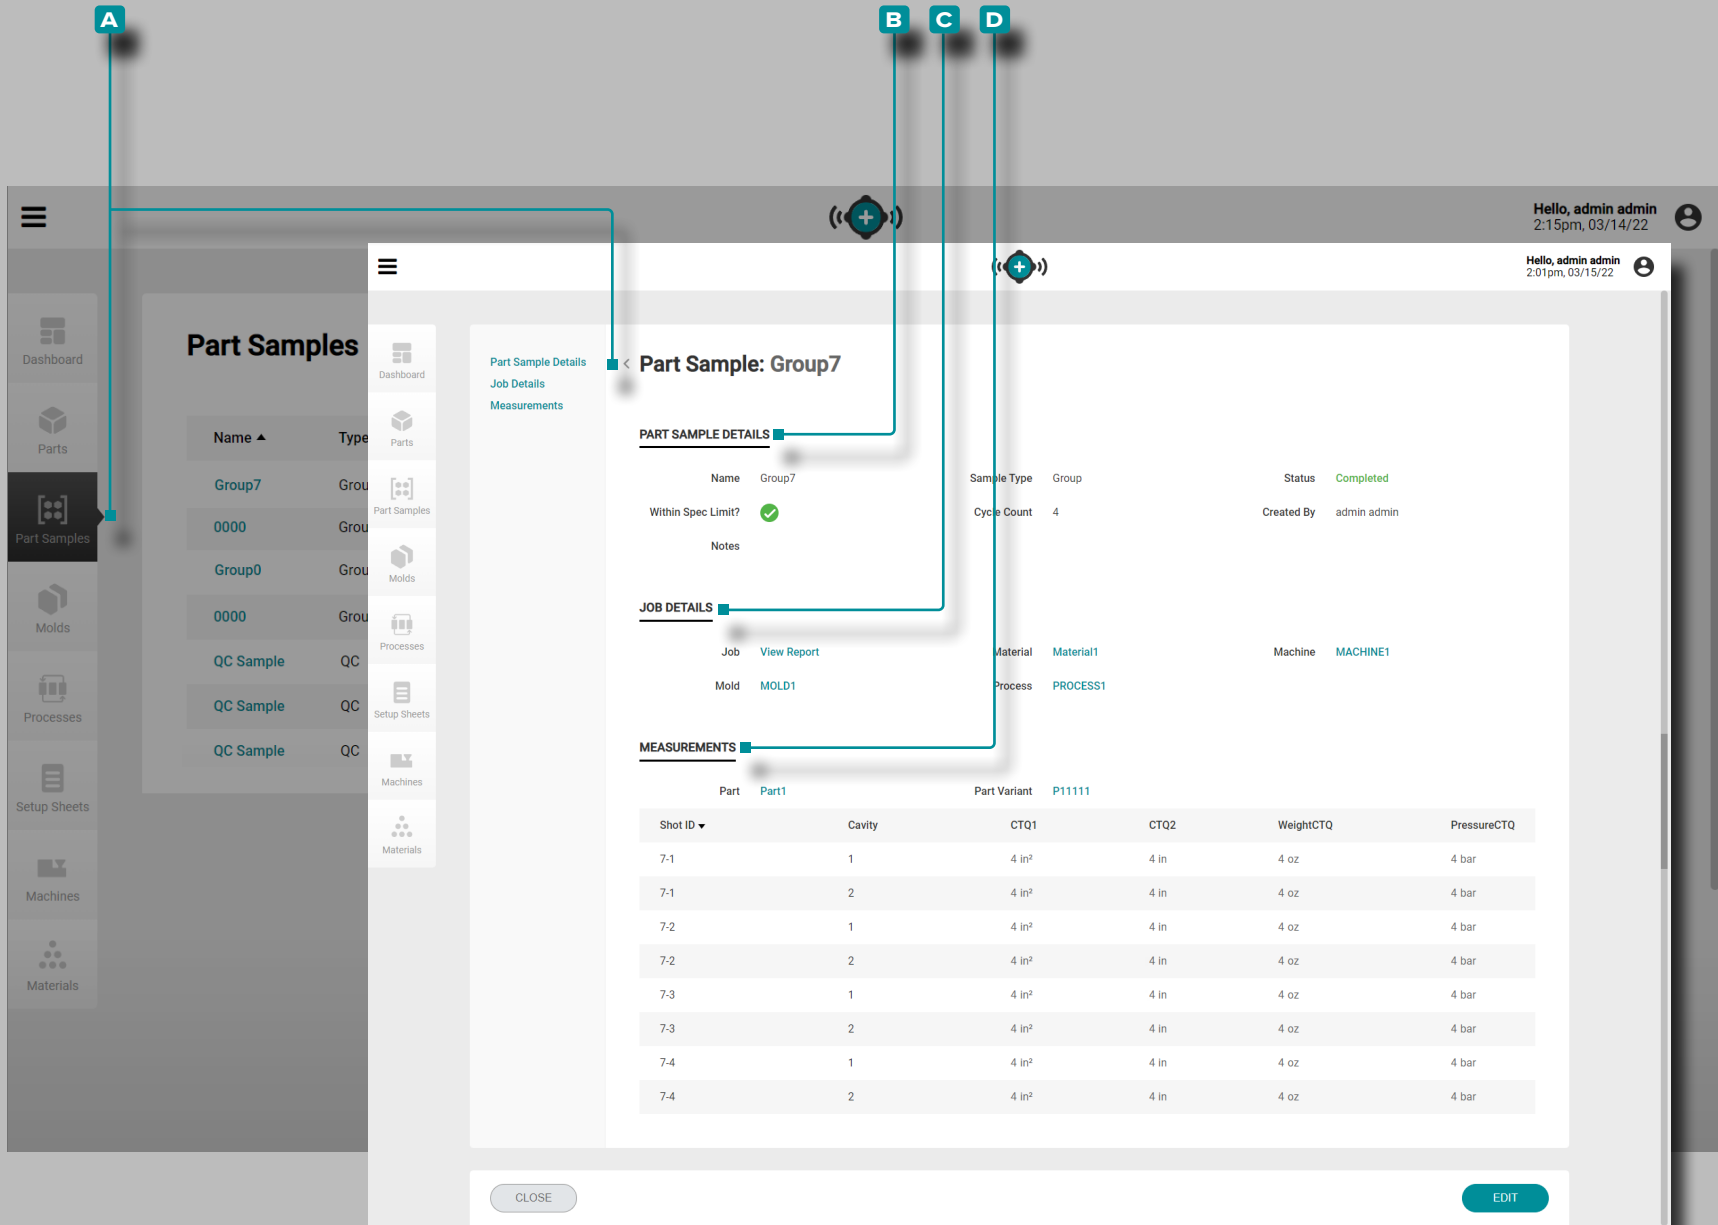 A
B C D
Hello, admin admin
2:15pm, 03/14/22
Dashboard
Parts
Part Samples
Molds
Processes
Setup Sheets
Machines
Materials
Part Samples
Name Type
Group7 Grou
0000 Grou
Group0 Grou
0000 Grou
QC Sample QC
QC Sample QC
QC Sample QC
Hello, admin admin
2:01pm, 03/15/22
Dashboard
Parts
Part Samples
Molds
Processes
Setup Sheets
Machines
Materials
Part Sample Details
Job Details
Measurements
< Part Sample: Group7
PART SAMPLE DETAILS
Name Group7 Sample Type Group Status Completed
Within Spec Limit? Cycle Count 4 Created By admin admin
Notes
JOB DETAILS
Job View Report Material Material1 Machine MACHINE1
Mold MOLD1 Process PROCESS1
MEASUREMENTS
Part Part1 Part Variant P11111
Shot ID Cavity CTQ1 CTQ2 WeightCTQ PressureCTQ
7-1 1 4 in² 4 in 4 oz 4 bar
7-1 2 4 in² 4 in 4 oz 4 bar
7-2 1 4 in² 4 in 4 oz 4 bar
7-2 2 4 in² 4 in 4 oz 4 bar
7-3 1 4 in² 4 in 4 oz 4 bar
7-3 2 4 in² 4 in 4 oz 4 bar
7-4 1 4 in² 4 in 4 oz 4 bar
7-4 2 4 in² 4 in 4 oz 4 bar
CLOSE EDIT